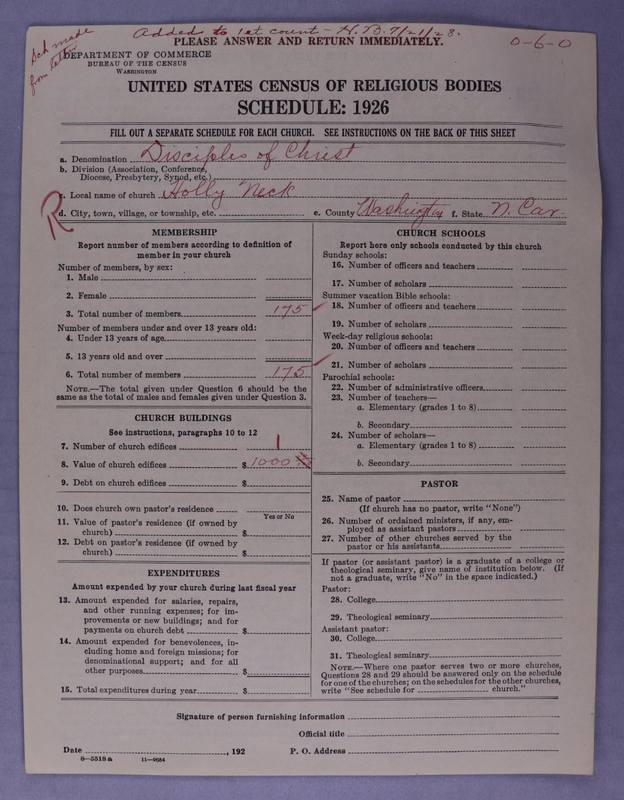 Added to 1st count - H.B. 7/21/28.
Sch made
from letter
PLEASE ANSWER AND RETURN IMMEDIATELY.
0-6-0
DEPARTMENT OF COMMERCE
BUREAU OF THE CENSUS
WASHINGTON
UNITED STATES CENSUS OF RELIGIOUS BODIES
SCHEDULE: 1926
FILL OUT A SEPARATE SCHEDULE FOR EACH CHURCH. SEE INSTRUCTIONS ON THE BACK OF THIS SHEET
a. Denomination Disciples of Christ
b. Division (Association, Conference,
Diocese, Presbytery, Synod, etc.)
c. Local name of church Holly Neck
R
d. City, town, village, or township, etc. e. County Washington f. State N. Car.
MEMBERSHIP
Report number of members according to definition of
member in your church
Number of members, by sex:
1. Male
2. Female
3. Total number of members 175
Number of members under and over 13 years old:
4. Under 13 years of age
5. 13 years old and over
6. Total number of members 175
NOTE.—The total given under Question 6 should be the
same as the total of males and females given under Question 3.
CHURCH BUILDINGS
See instructions, paragraphs 10 to 12
7. Number of church edifices 1
8. Value of church edifices $ 1000
9. Debt on church edifices $
10. Does church own pastor's residence
Yes or No
11. Value of pastor's residence (if owned by
church) $
12. Debt on pastor's residence (if owned by
church) $
EXPENDITURES
Amount expended by your church during last fiscal year
13. Amount expended for salaries, repairs,
and other running expenses; for im-
provements or new buildings; and for
payments on church debt $
14. Amount expended for benevolences, in-
cluding home and foreign missions; for
denominational support; and for all
other purposes $
15. Total expenditures during year $
CHURCH SCHOOLS
Report here only schools conducted by this church
Sunday schools:
16. Number of officers and teachers
17. Number of scholars
Summer vacation Bible schools:
18. Number of officers and teachers
19. Number of scholars
Week-day religious schools:
20. Number of officers and teachers
21. Number of scholars
Parochial schools:
22. Number of administrative officers
23. Number of teachers—
a. Elementary (grades 1 to 8)
b. Secondary
24. Number of scholars—
a. Elementary (grades 1 to 8)
b. Secondary
PASTOR
25. Name of pastor
(If church has no pastor, write "None")
26. Number of ordained ministers, if any, em-
ployed as assistant pastors
27. Number of other churches served by the
pastor or his assistants
If pastor (or assistant pastor) is a graduate of a college or
theological seminary, give name of institution below. (If
not a graduate, write "No" in the space indicated.)
Pastor:
28. College
29. Theological seminary
Assistant pastor:
30. College
31. Theological seminary
NOTE.—Where one pastor serves two or more churches,
Questions 28 and 29 should be answered only on the schedule
for one of the churches; on the schedules for the other churches,
write "See schedule for church."
Signature of person furnishing information
Official title
Date , 192 P. O. Address
8-5518a 11-9054